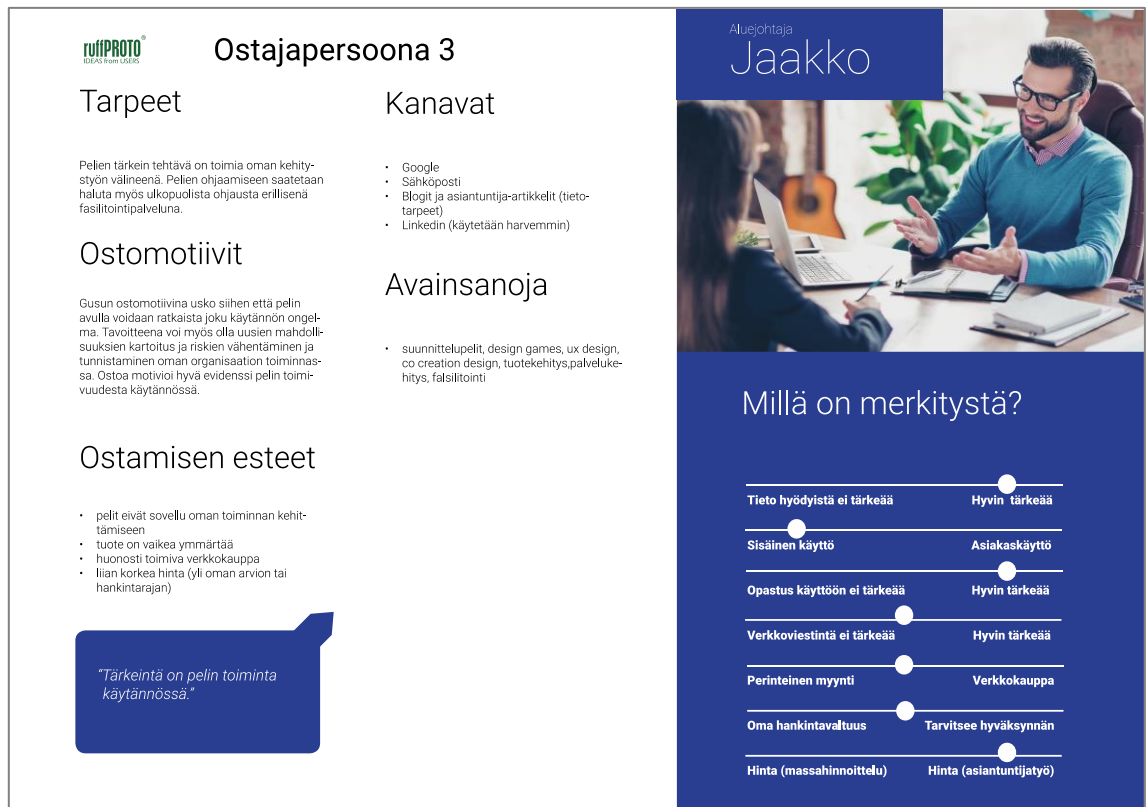 ruffPROTO®
IDEAS from USERS
Ostajapersoona 3
Tarpeet
Pelien tärkein tehtävä on toimia oman kehity-
styön välineenä. Pelien ohjaamiseen saatetaan
haluta myös ulkopuolista ohjausta erillisenä
fasilitointipalveluna.
Ostomotiivit
Gusun ostomotiivina usko siihen että pelin
avulla voidaan ratkaista joku käytännön ongel-
ma. Tavoitteena voi myös olla uusien mahdolli-
suuksien kartoitus ja riskien vähentäminen ja
tunnistaminen oman organisaation toiminnas-
sa. Ostoa motivioi hyvä evidenssi pelin toimi-
vuudesta käytännössä.
Ostamisen esteet
• pelit eivät sovellu oman toiminnan kehit-
tämiseen
• tuote on vaikea ymmärtää
• huonosti toimiva verkkokauppa
• liian korkea hinta (yli oman arvion tai
hankintarajan)
"Tärkeintä on pelin toiminta
käytännössä."
Kanavat
• Google
• Sähköposti
• Blogit ja asiantuntija-artikkelit (tieto-
tarpeet)
• Linkedin (käytetään harvemmin)
Avainsanoja
• suunnittelupelit, design games, ux design,
co creation design, tuotekehitys,palveluke-
hitys, falsilitointi
Aluejohtaja
Jaakko
Millä on merkitystä?
Tieto hyödyistä ei tärkeää Hyvin tärkeää
Sisäinen käyttö Asiakaskäyttö
Opastus käyttöön ei tärkeää Hyvin tärkeää
Verkkoviestintä ei tärkeää Hyvin tärkeää
Perinteinen myynti Verkkokauppa
Oma hankintavaltuus Tarvitsee hyväksynnän
Hinta (massahinnoittelu) Hinta (asiantuntijatyö)